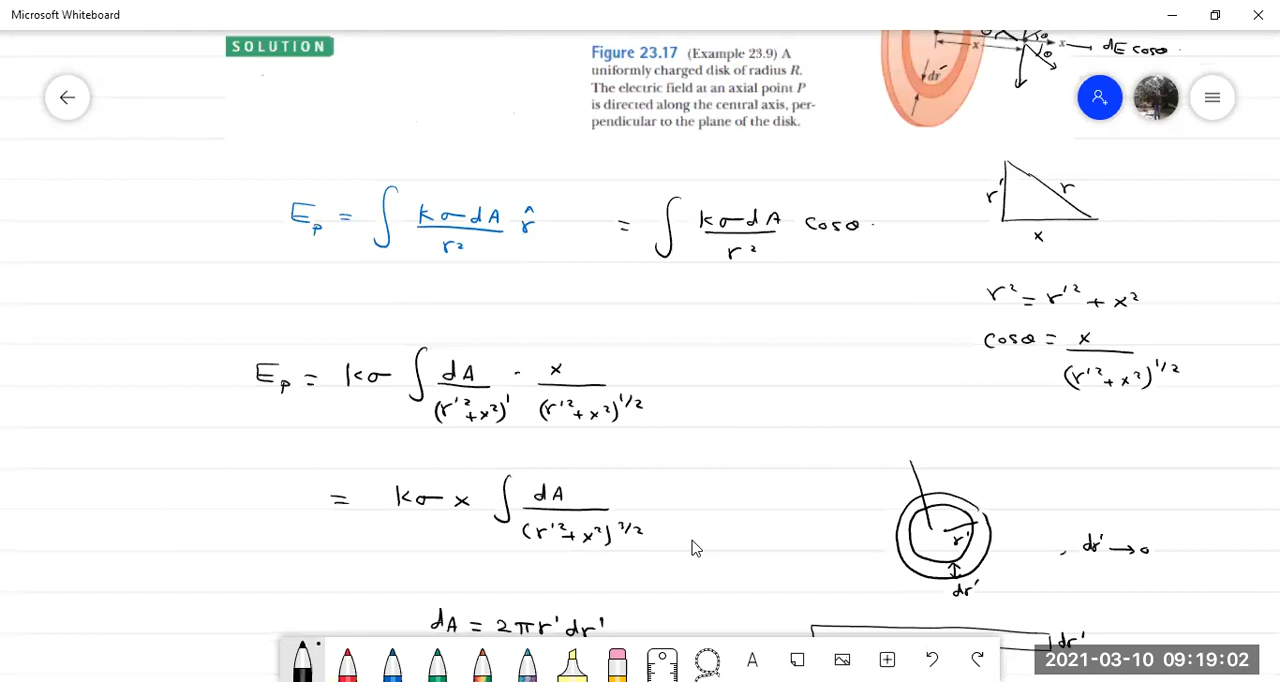 Microsoft Whiteboard
SOLUTION
Figure 23.17 (Example 23.9) A
uniformly charged disk of radius R.
The electric field at an axial point P
is directed along the central axis, per-
pendicular to the plane of the disk.
x
x
θ
θ
dE cosθ
dr'
E_p = ∫ kσdA/r² r̂ = ∫ kσdA/r² cosθ
r'
r
x
r² = r'² + x²
cosθ = x/(r'²+x²)^1/2
E_p = kσ ∫ dA/(r'²+x²)^1 · x/(r'²+x²)^1/2
= kσ x ∫ dA/(r'²+x²)^3/2
r'
dr'
, dr' → 0
dA = 2πr'dr'
dr'
A
2021-03-10 09:19:02